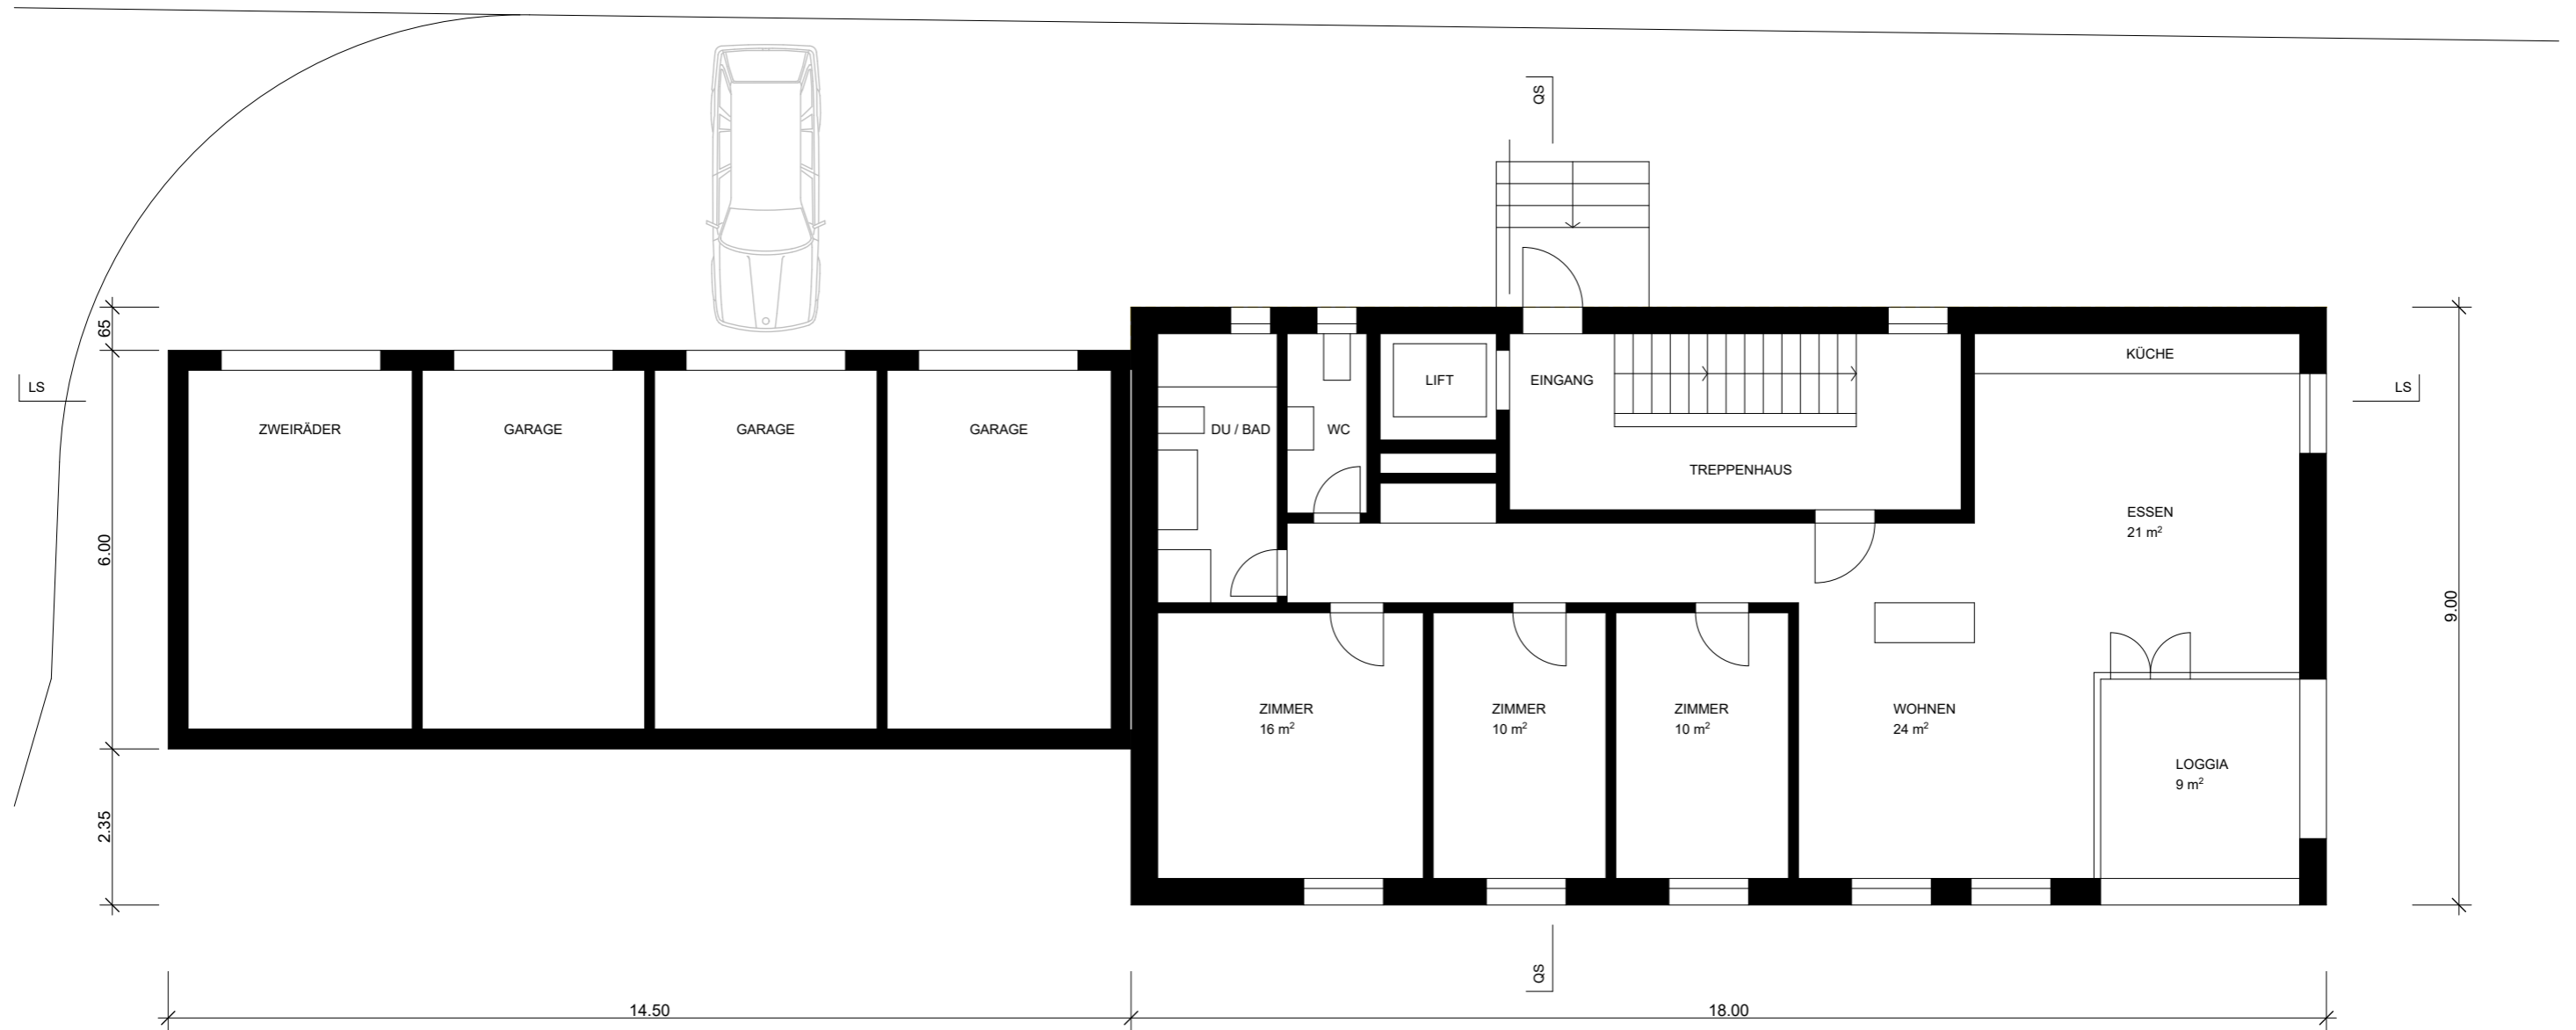 QS
65
LS
LS
KÜCHE
LIFT
EINGANG
ZWEIRÄDER
GARAGE
GARAGE
GARAGE
DU / BAD
WC
TREPPENHAUS
ESSEN
21 m²
6.00
9.00
ZIMMER
16 m²
ZIMMER
10 m²
ZIMMER
10 m²
WOHNEN
24 m²
LOGGIA
9 m²
2.35
QS
14.50
18.00